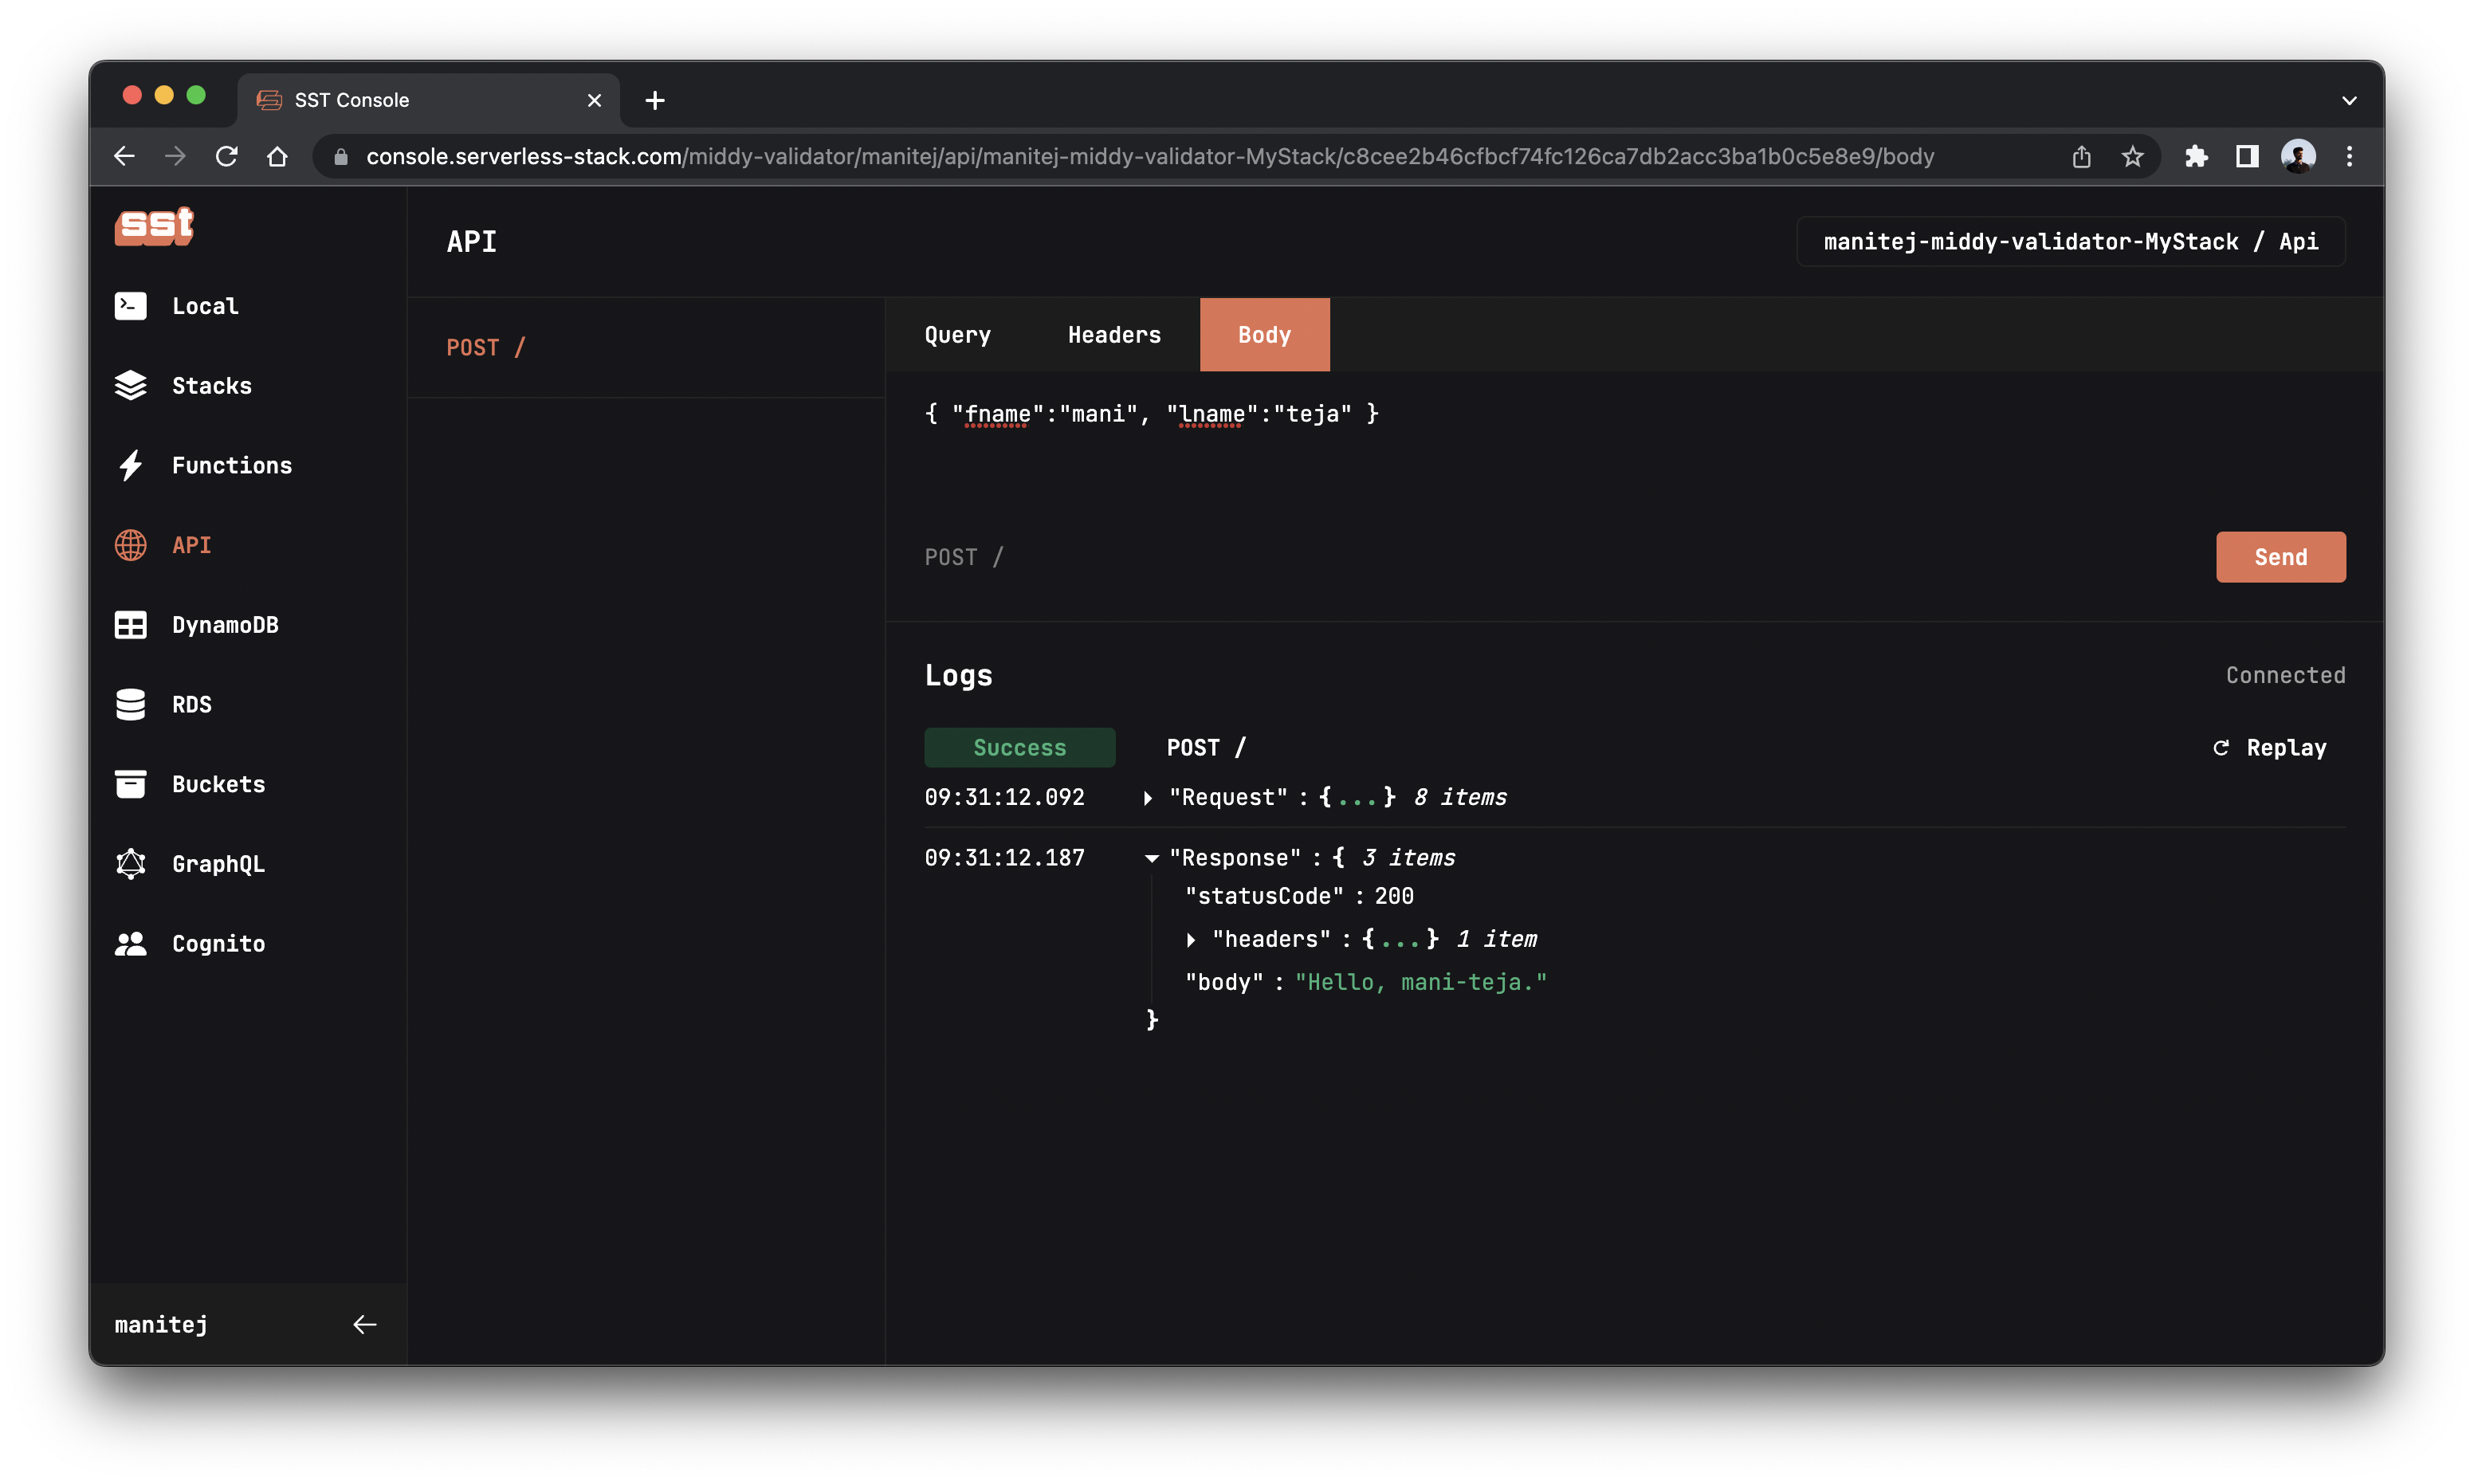 SST Console
console.serverless-stack.com/middy-validator/manitej/api/manitej-middy-validator-MyStack/c8cee2b46cfbcf74fc126ca7db2acc3ba1b0c5e8e9/body
sst
Local
Stacks
Functions
API
DynamoDB
RDS
Buckets
GraphQL
Cognito
manitej
API
manitej-middy-validator-MyStack / Api
POST /
Query Headers Body
{ "fname":"mani", "lname":"teja" }
POST / Send
Logs Connected
Success POST / Replay
09:31:12.092 "Request" : {...} 8 items
09:31:12.187 "Response" : { 3 items
"statusCode" : 200
"headers" : {...} 1 item
"body" : "Hello, mani-teja."
}